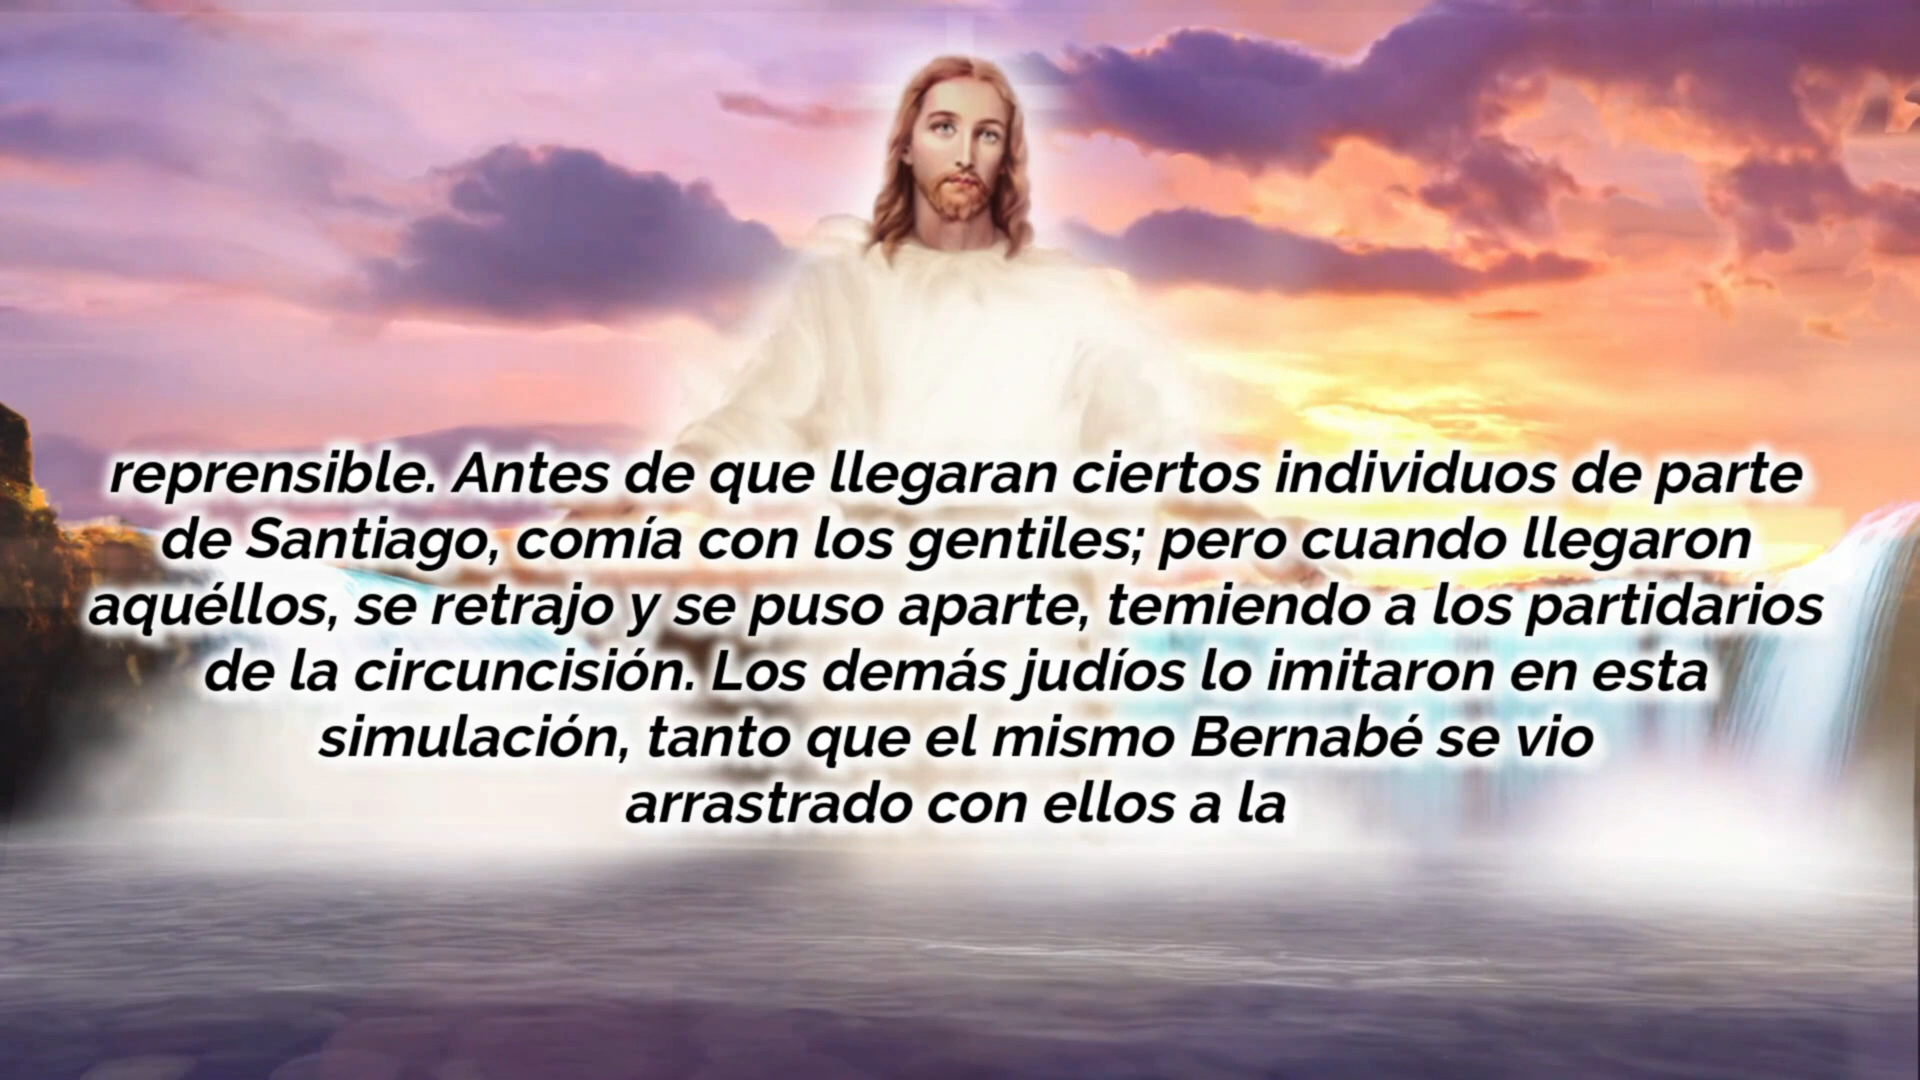 reprensible. Antes de que llegaran ciertos individuos de parte
de Santiago, comía con los gentiles; pero cuando llegaron
aquéllos, se retrajo y se puso aparte, temiendo a los partidarios
de la circuncisión. Los demás judíos lo imitaron en esta
simulación, tanto que el mismo Bernabé se vio
arrastrado con ellos a la